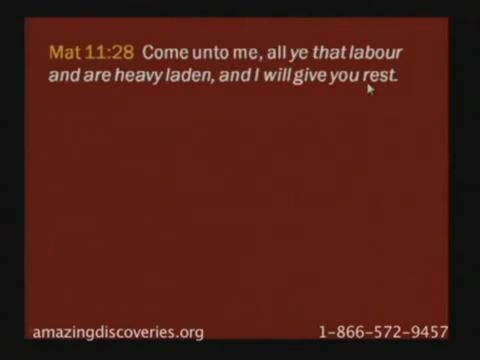 Mat 11:28 Come unto me, all ye that labour
and are heavy laden, and I will give you rest.
amazingdiscoveries.org 1-866-572-9457